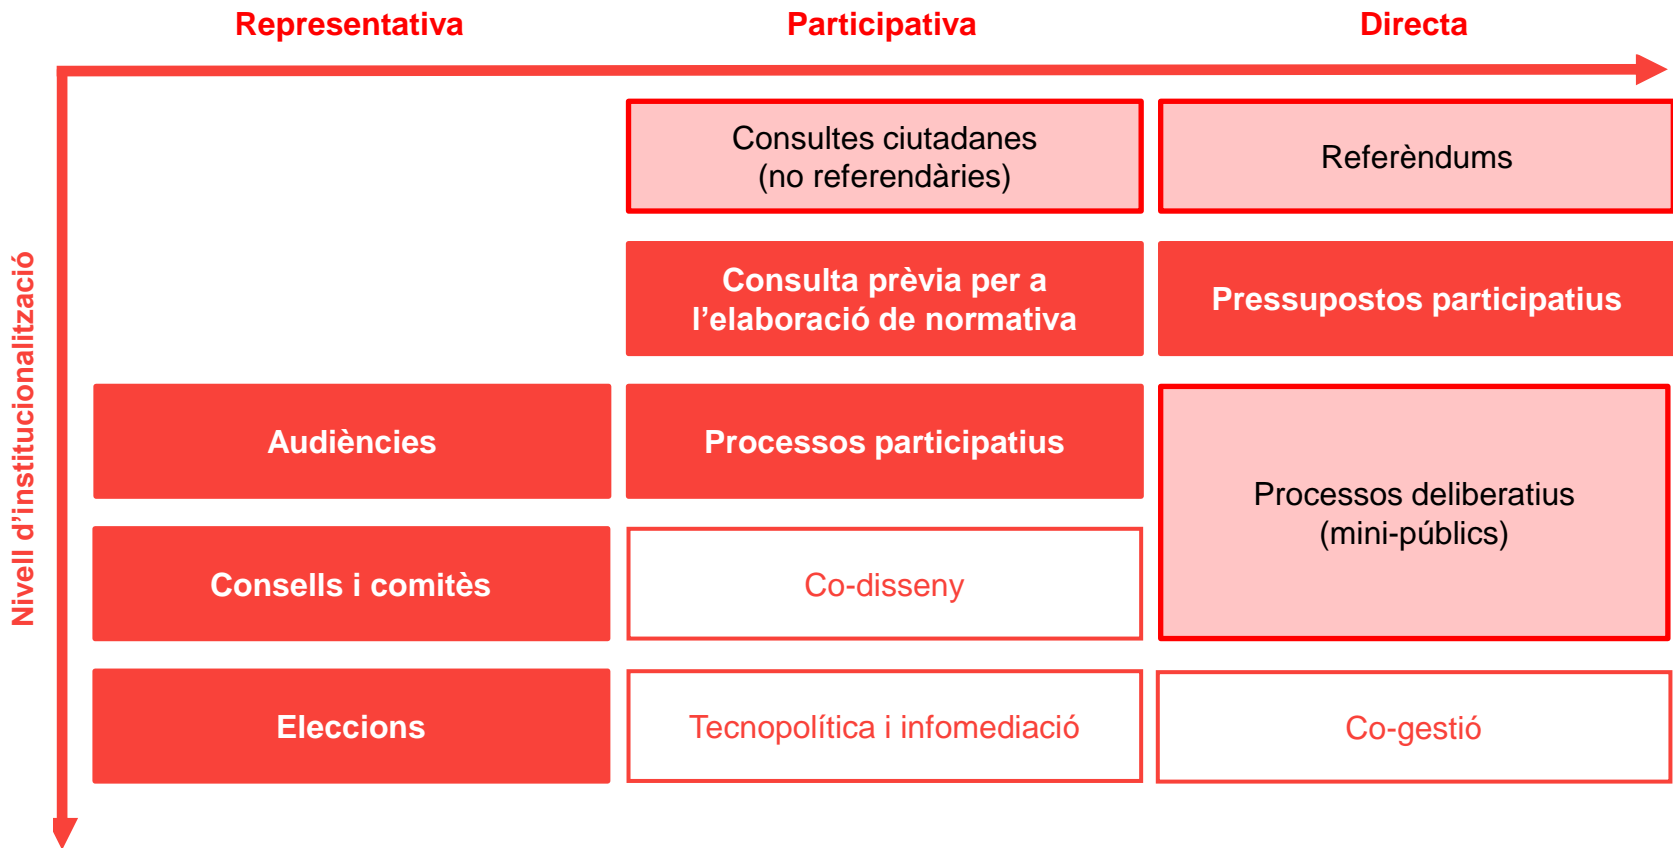 Representativa
Participativa
Directa
Nivell d’institucionalització
Consultes ciutadanes
(no referendàries)
Referèndums
Consulta prèvia per a
l’elaboració de normativa
Pressupostos participatius
Audiències
Processos participatius
Processos deliberatius
(mini-públics)
Consells i comitès
Co-disseny
Eleccions
Tecnopolítica i infomediació
Co-gestió